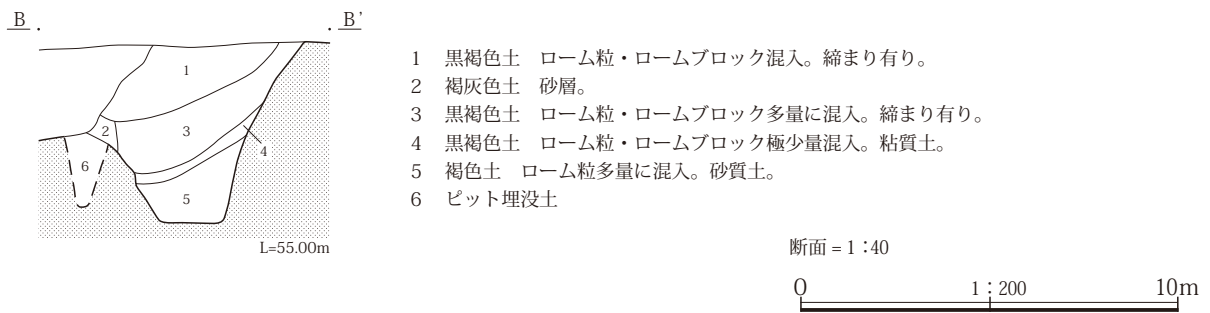 B . . B'
1
2 3
4
6
5
L=55.00m
1 黒褐色土 ローム粒・ロームブロック混入。締まり有り。
2 褐灰色土 砂層。
3 黒褐色土 ローム粒・ロームブロック多量に混入。締まり有り。
4 黒褐色土 ローム粒・ロームブロック極少量混入。粘質土。
5 褐色土 ローム粒多量に混入。砂質土。
6 ピット埋没土
断面 = 1：40
0 1：200 10m